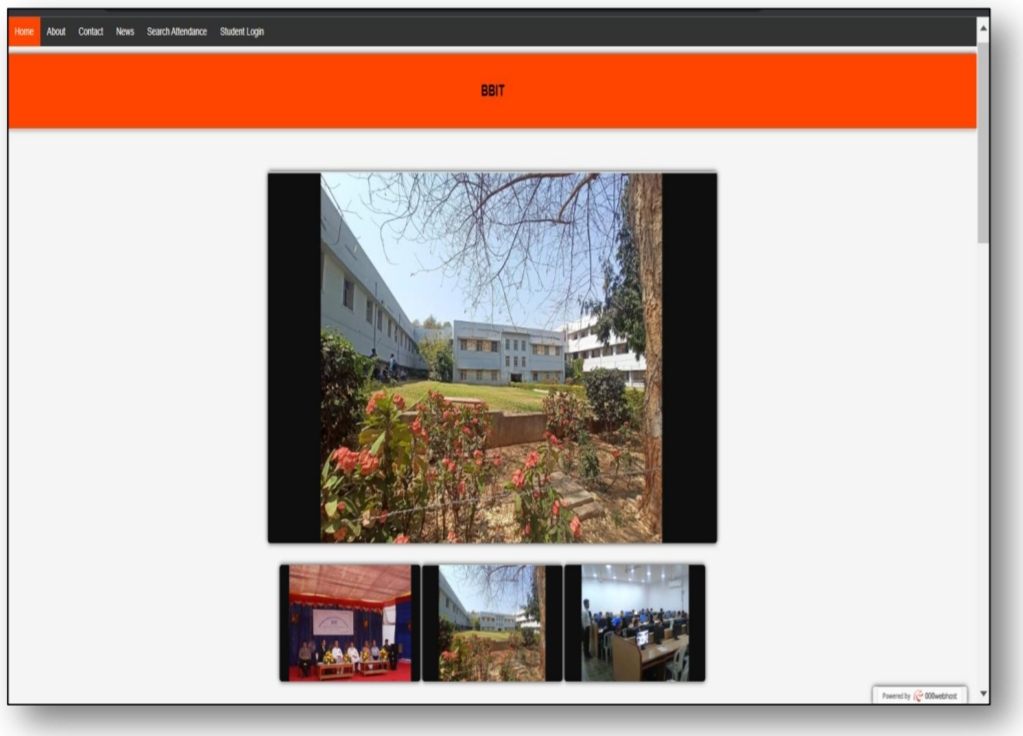 Home About Contact News Search Attendance Student Login
BBIT
Powered by 000webhost